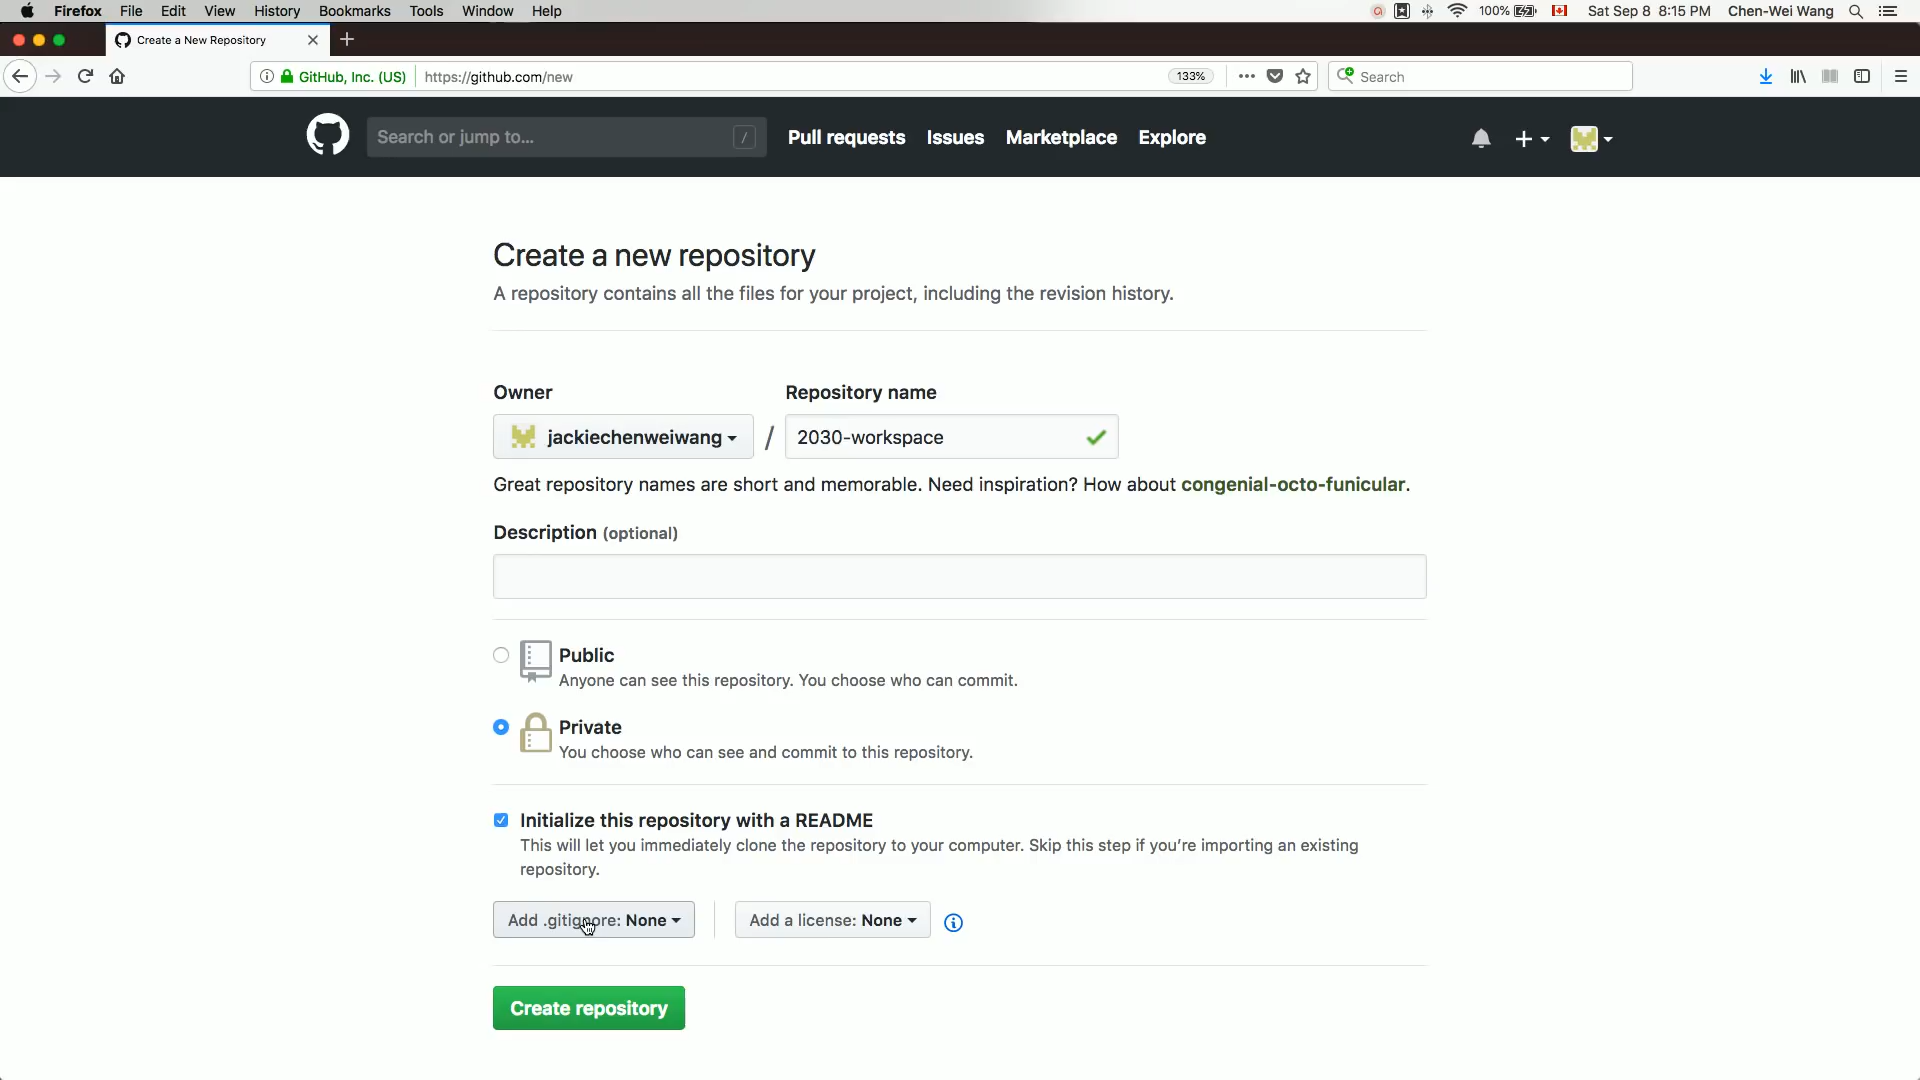 Firefox File Edit View History Bookmarks Tools Window Help 100% Sat Sep 8 8:15 PM Chen-Wei Wang
Create a New Repository
GitHub, Inc. (US) https://github.com/new 133% Search
Search or jump to... / Pull requests Issues Marketplace Explore
Create a new repository
A repository contains all the files for your project, including the revision history.
Owner Repository name
jackiechenweiwang / 2030-workspace
Great repository names are short and memorable. Need inspiration? How about congenial-octo-funicular.
Description (optional)
Public
Anyone can see this repository. You choose who can commit.
Private
You choose who can see and commit to this repository.
Initialize this repository with a README
This will let you immediately clone the repository to your computer. Skip this step if you’re importing an existing
repository.
Add .gitignore: None Add a license: None
Create repository